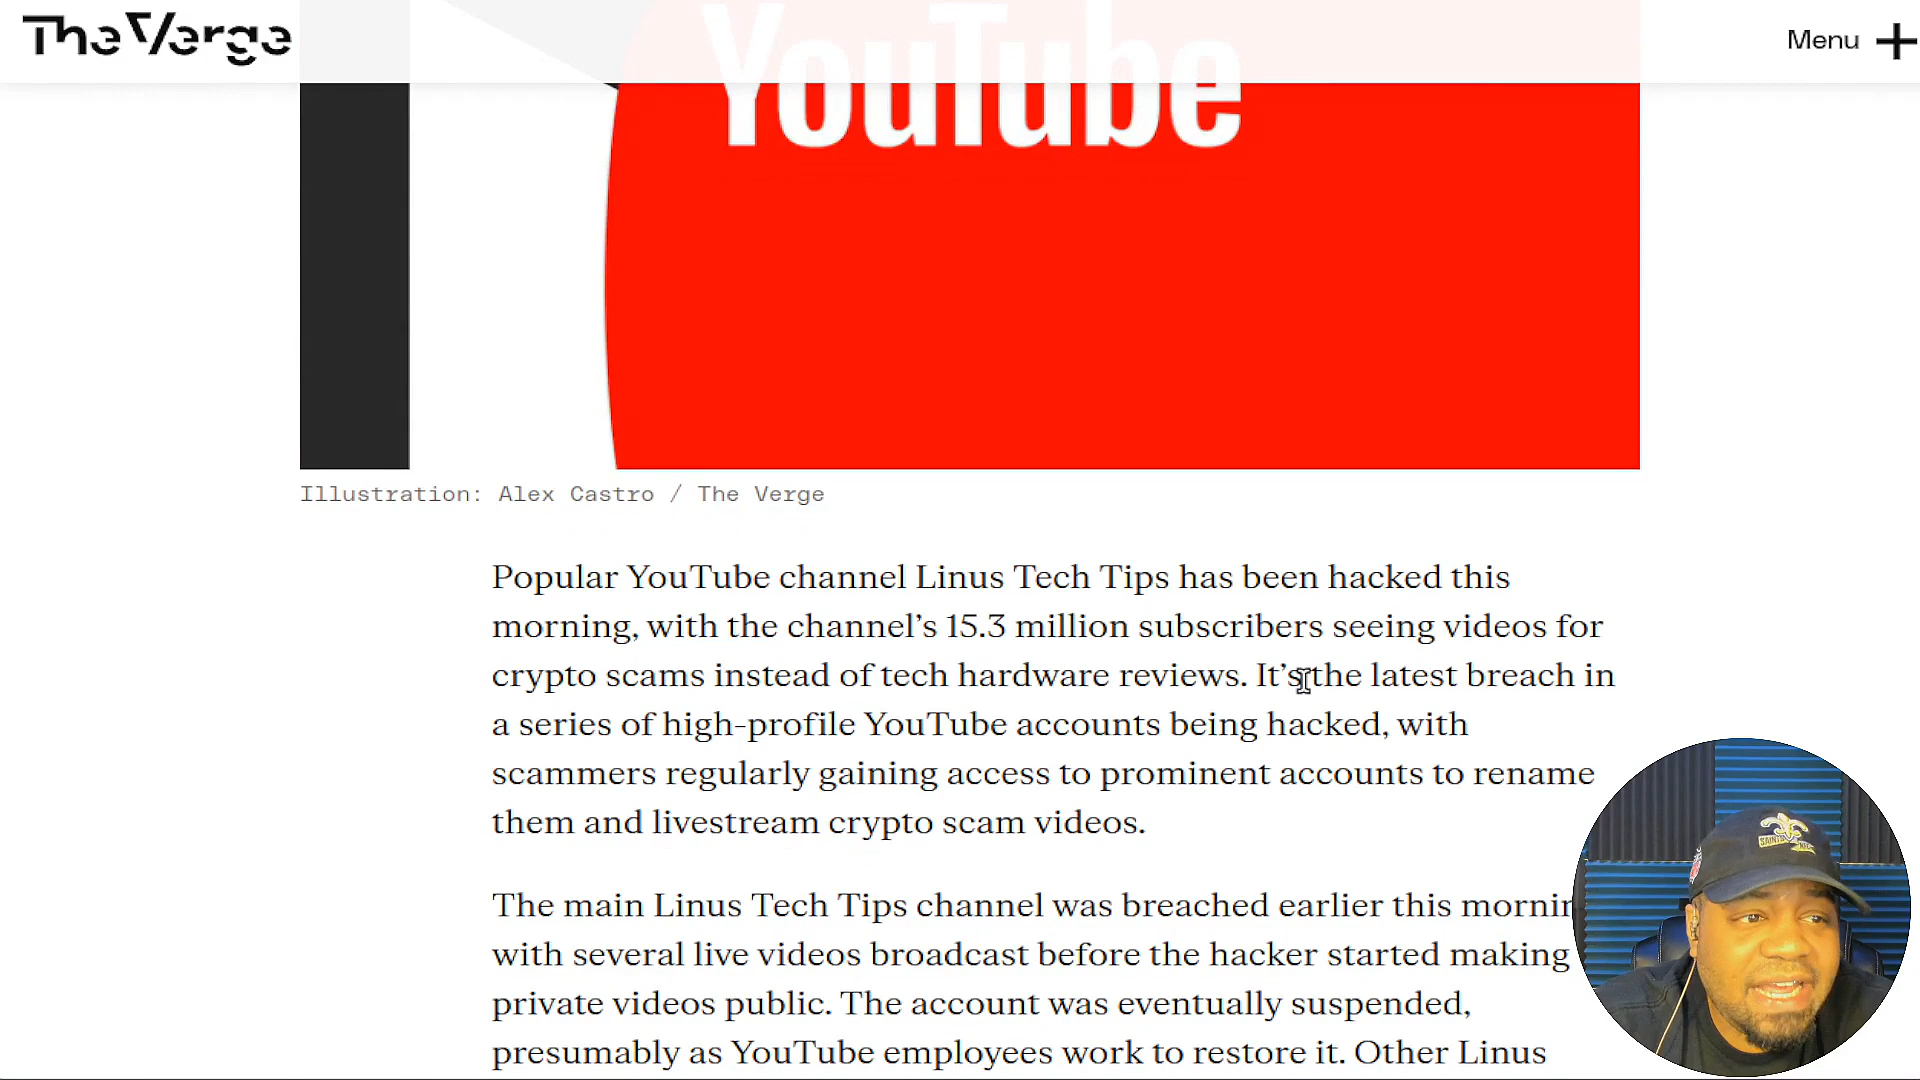 The Verge
Menu
YouTube
Illustration: Alex Castro / The Verge
Popular YouTube channel Linus Tech Tips has been hacked this
morning, with the channel’s 15.3 million subscribers seeing videos for
crypto scams instead of tech hardware reviews. It’s the latest breach in
a series of high-profile YouTube accounts being hacked, with
scammers regularly gaining access to prominent accounts to rename
them and livestream crypto scam videos.
The main Linus Tech Tips channel was breached earlier this mornin
with several live videos broadcast before the hacker started making
private videos public. The account was eventually suspended,
presumably as YouTube employees work to restore it. Other Linus
SAINTS